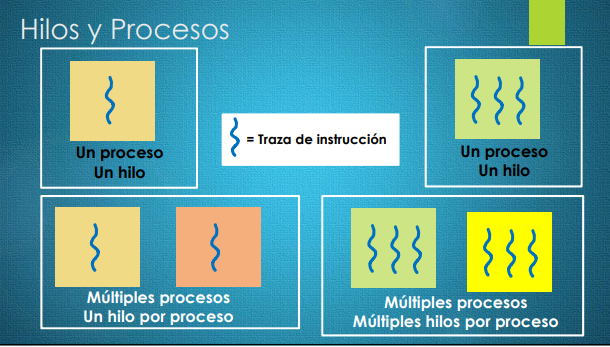 Hilos y Procesos
Un proceso
Un hilo
= Traza de instrucción
Un proceso
Un hilo
Múltiples procesos
Un hilo por proceso
Múltiples procesos
Múltiples hilos por proceso